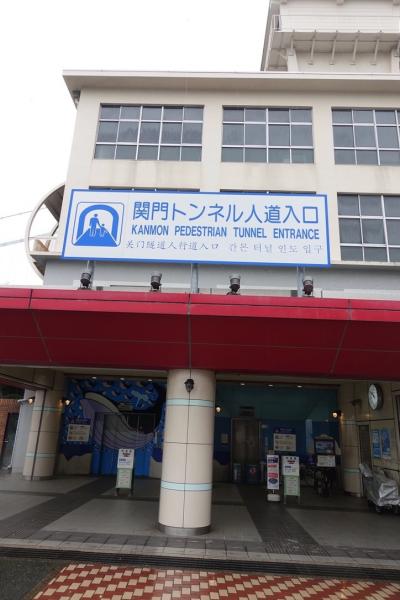 関門トンネル人道入口
KANMON PEDESTRIAN TUNNEL ENTRANCE
关门隧道人行道入口 간몬 터널 인도 입구